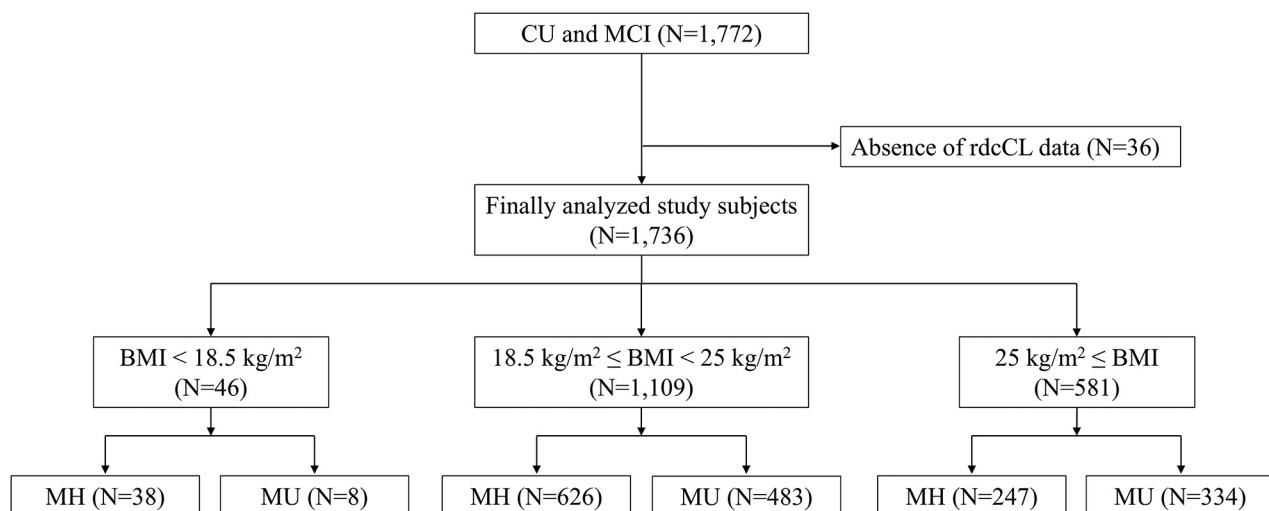 CU and MCI (N=1,772)
Absence of rdcCL data (N=36)
Finally analyzed study subjects
(N=1,736)
BMI < 18.5 kg/m²
(N=46)
18.5 kg/m² ≤ BMI < 25 kg/m²
(N=1,109)
25 kg/m² ≤ BMI
(N=581)
MH (N=38)
MU (N=8)
MH (N=626)
MU (N=483)
MH (N=247)
MU (N=334)